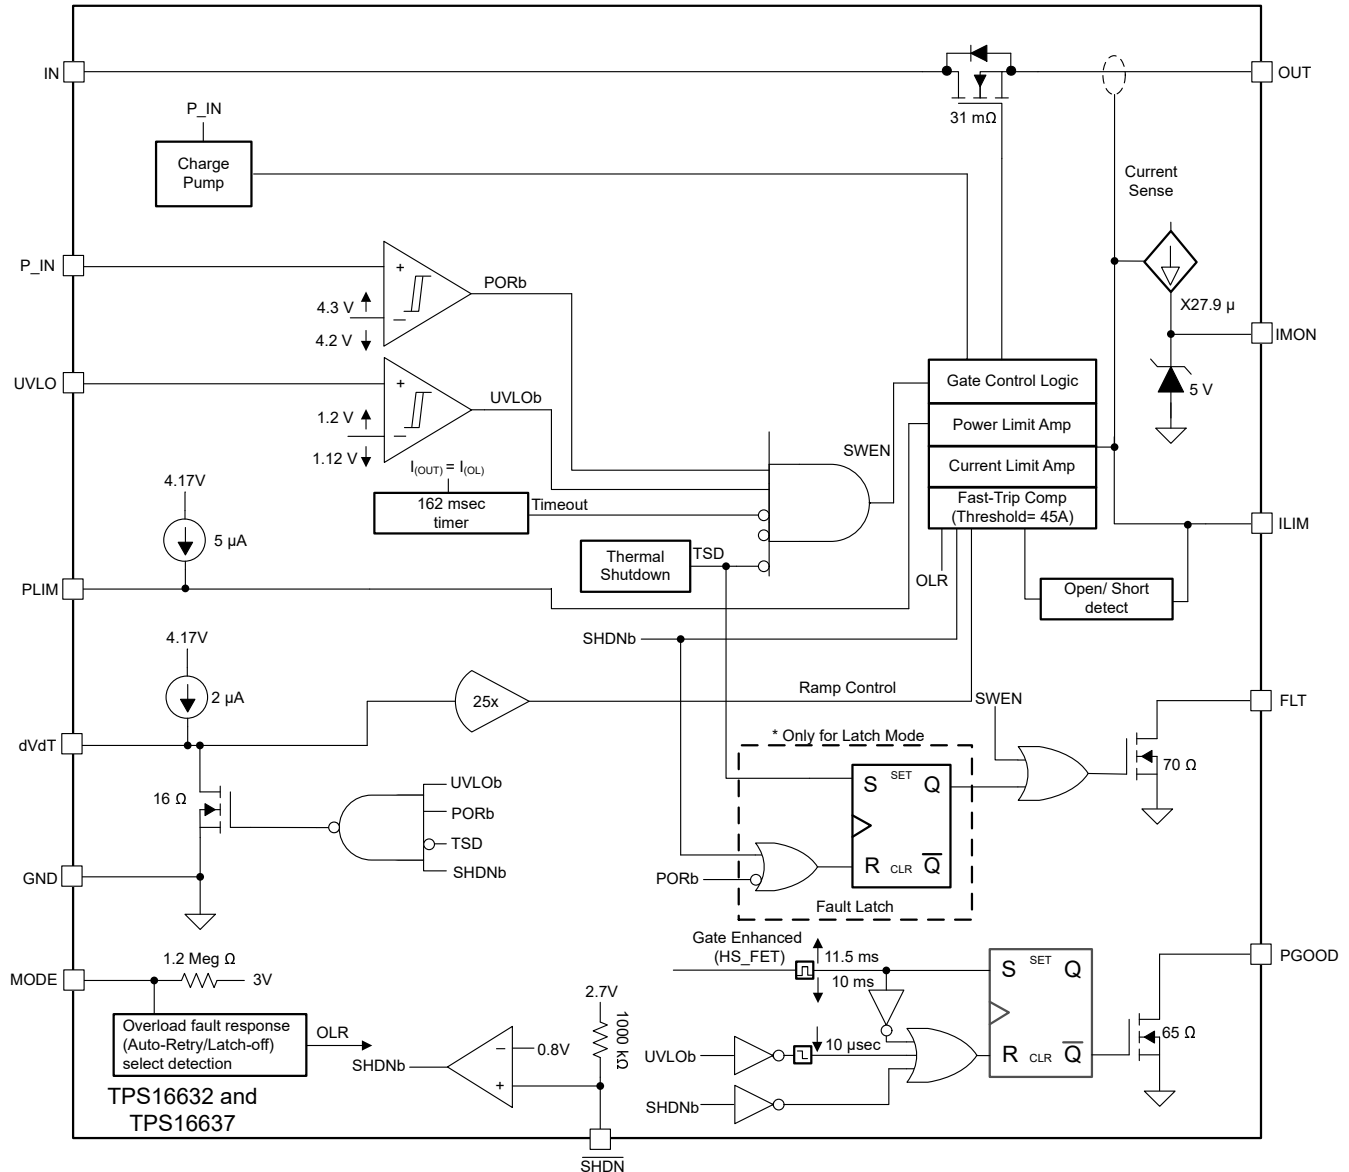 IN
OUT
31 mΩ
P_IN
Charge
Pump
Current
Sense
P_IN
+
–
PORb
4.3 V
4.2 V
X27.9 µ
IMON
5 V
UVLO
+
–
UVLOb
1.2 V
1.12 V
Gate Control Logic
Power Limit Amp
Current Limit Amp
Fast-Trip Comp
(Threshold= 45A)
SWEN
I(OUT) = I(OL)
162 msec
timer
Timeout
4.17V
5 µA
Thermal
Shutdown
TSD
ILIM
PLIM
OLR
Open/ Short
detect
SHDNb
4.17V
2 µA
25x
Ramp Control
SWEN
FLT
dVdT
* Only for Latch Mode
16 Ω
UVLOb
PORb
TSD
SHDNb
S
SET
Q
R
CLR
Q
70 Ω
GND
PORb
Fault Latch
Gate Enhanced
(HS_FET)
11.5 ms
10 ms
S
SET
Q
R
CLR
Q
PGOOD
65 Ω
MODE
1.2 Meg Ω
3V
Overload fault response
(Auto-Retry/Latch-off)
select detection
OLR
2.7V
1000 kΩ
–
0.8V
+
SHDNb
UVLOb
10 µsec
SHDNb
TPS16632 and
TPS16637
SHDN